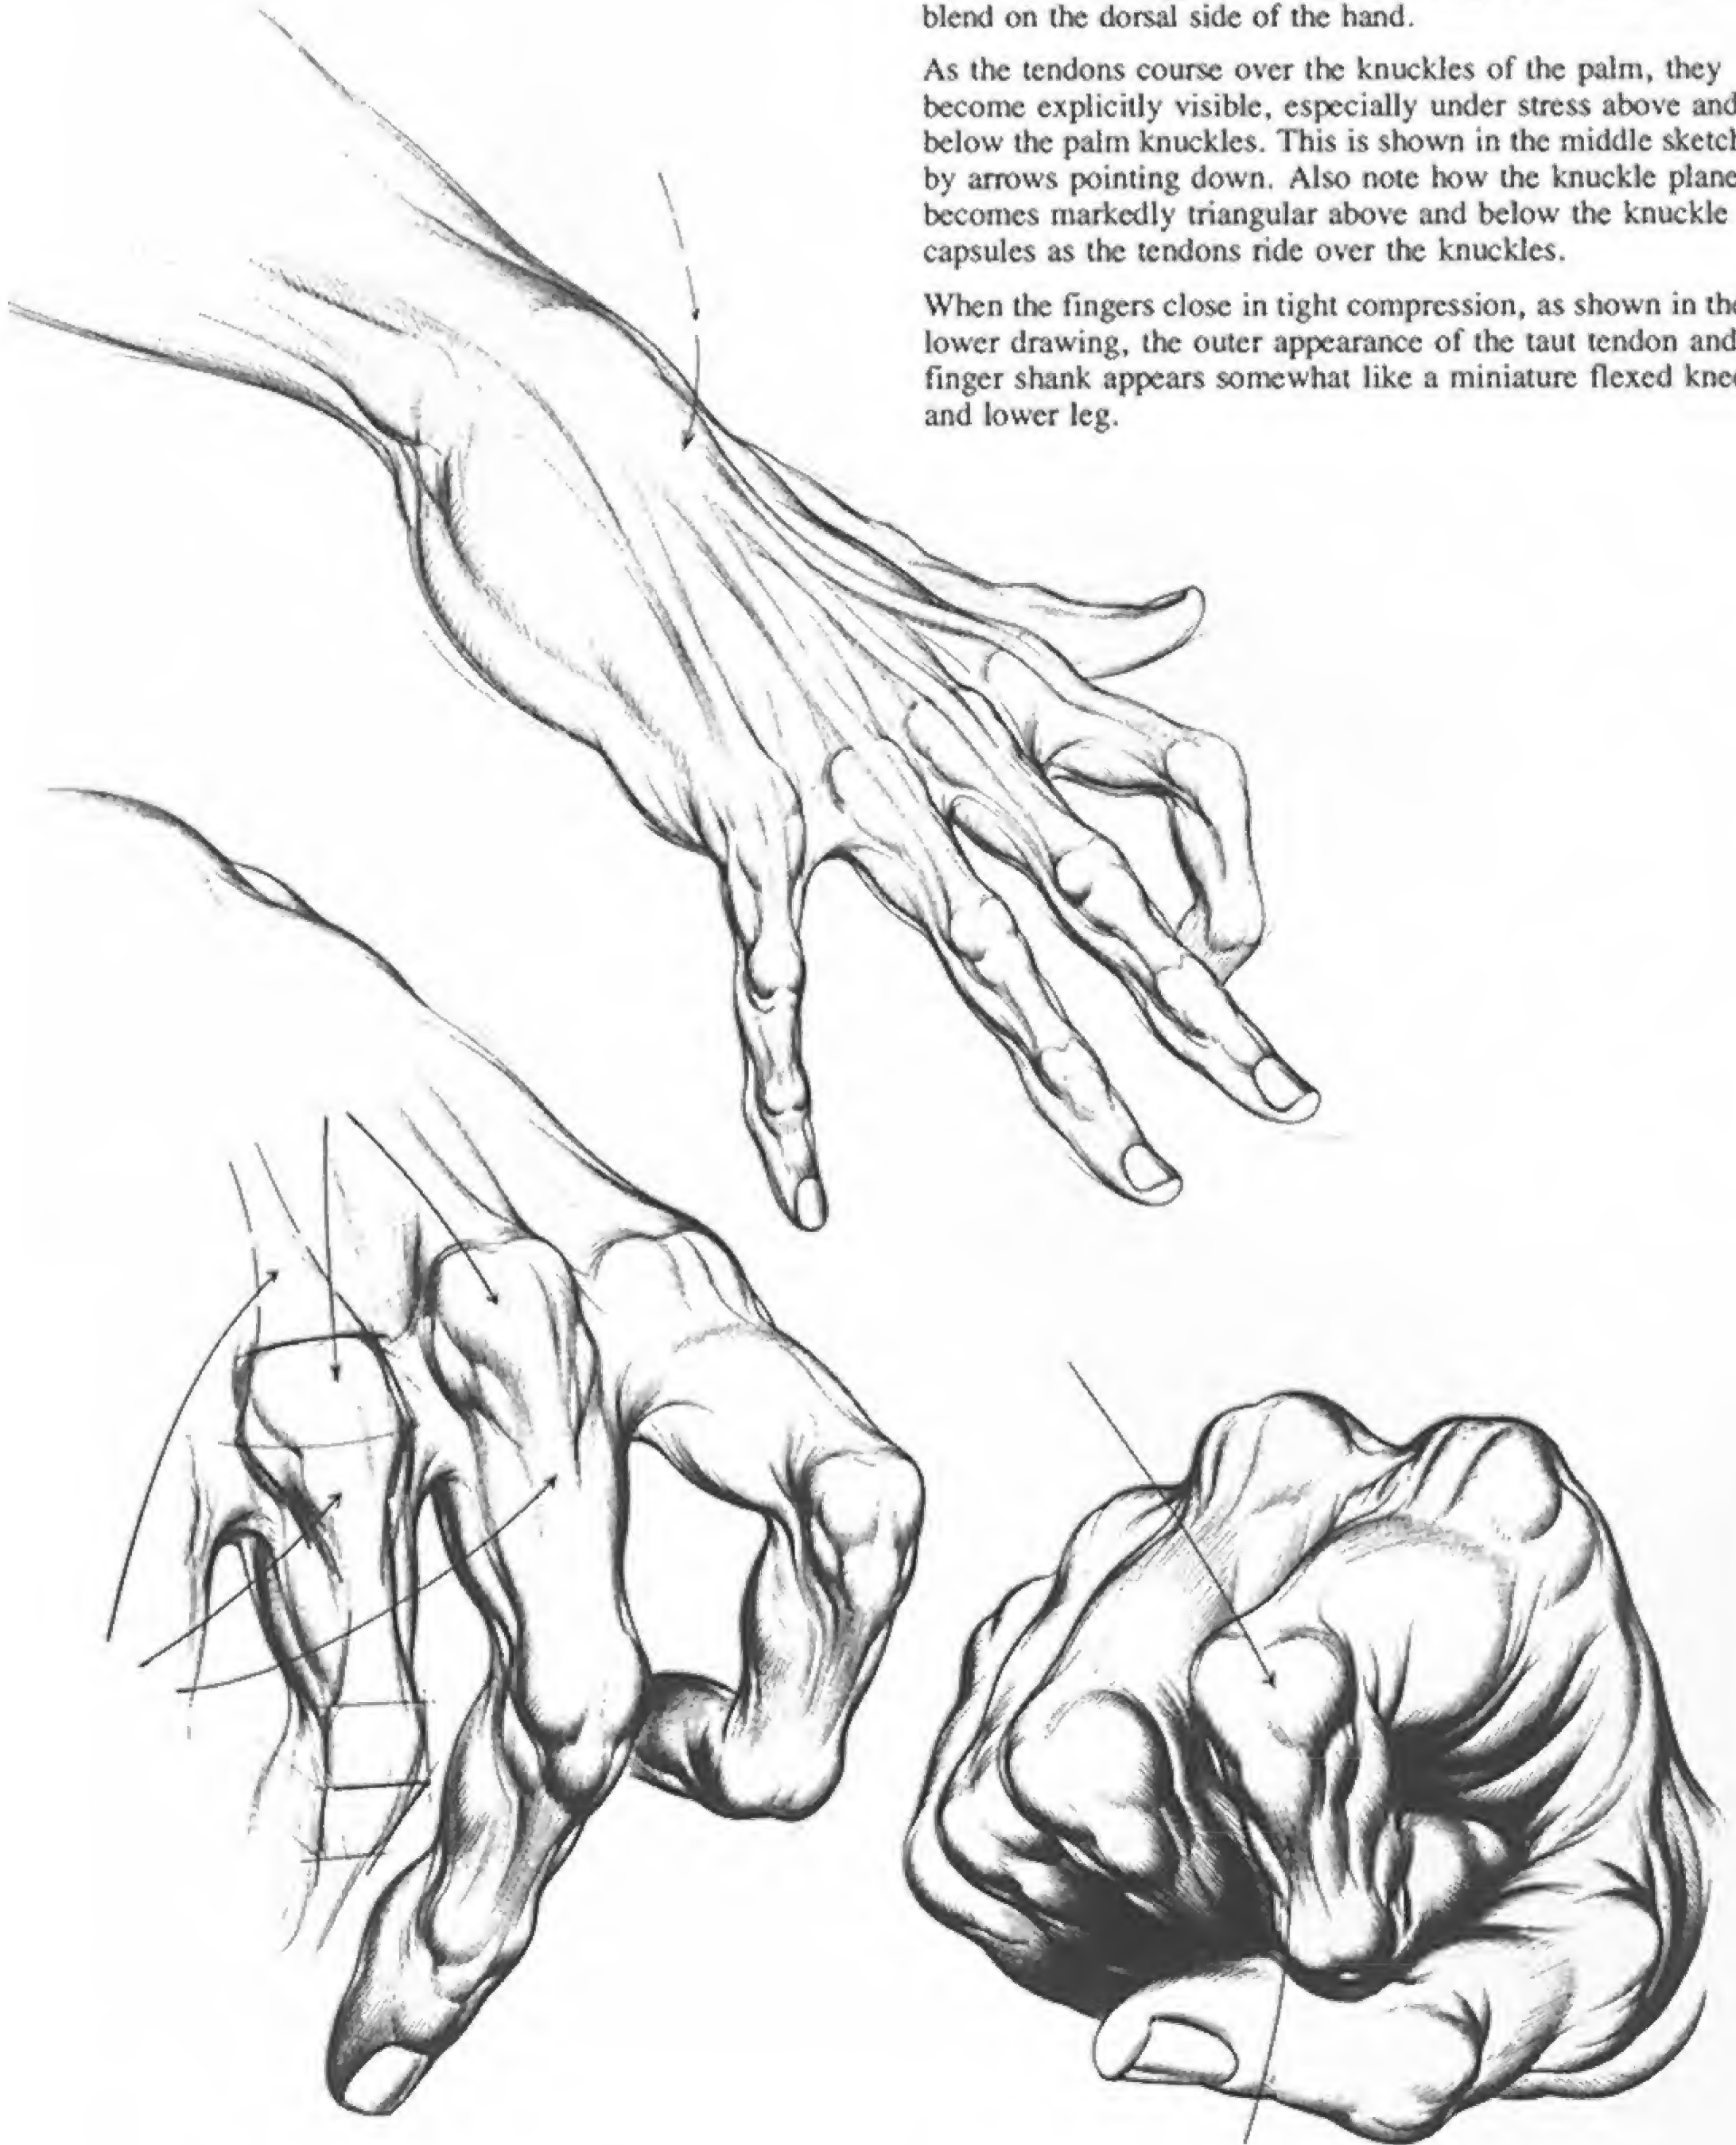 blend on the dorsal side of the hand.
As the tendons course over the knuckles of the palm, they
become explicitly visible, especially under stress above and
below the palm knuckles. This is shown in the middle sketch
by arrows pointing down. Also note how the knuckle plane
becomes markedly triangular above and below the knuckle
capsules as the tendons ride over the knuckles.
When the fingers close in tight compression, as shown in the
lower drawing, the outer appearance of the taut tendon and
finger shank appears somewhat like a miniature flexed knee
and lower leg.